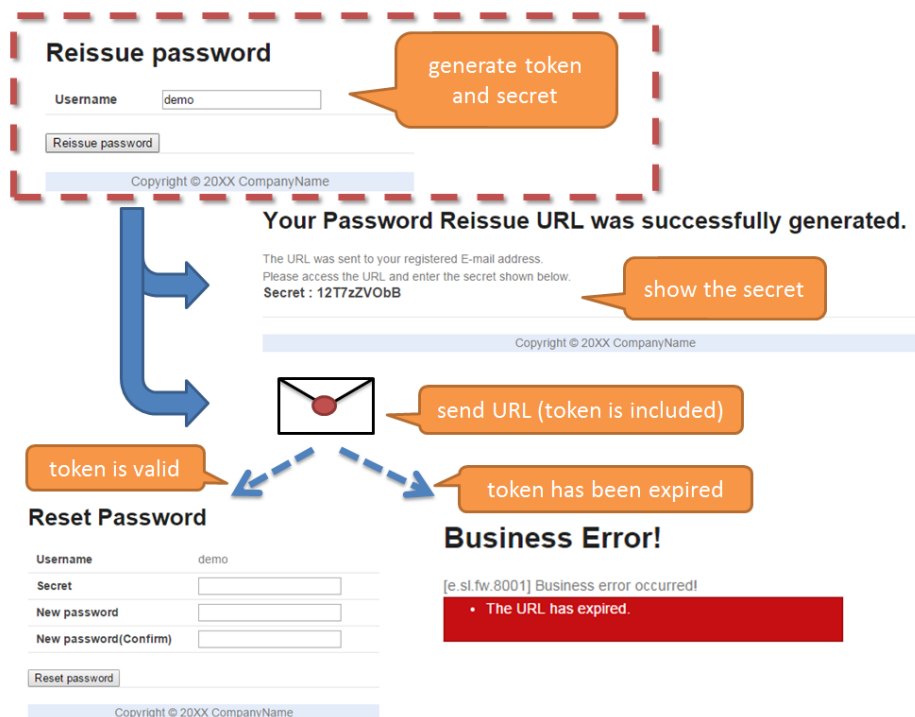 Reissue password
generate token
and secret
Username demo
Reissue password
Copyright © 20XX CompanyName
Your Password Reissue URL was successfully generated.
The URL was sent to your registered E-mail address.
Please access the URL and enter the secret shown below.
Secret : 12T7zZVObB
show the secret
Copyright © 20XX CompanyName
send URL (token is included)
token is valid
token has been expired
Reset Password
Username demo
Secret
New password
New password(Confirm)
Reset password
Copyright © 20XX CompanyName
Business Error!
[e.sl.fw.8001] Business error occurred!
• The URL has expired.